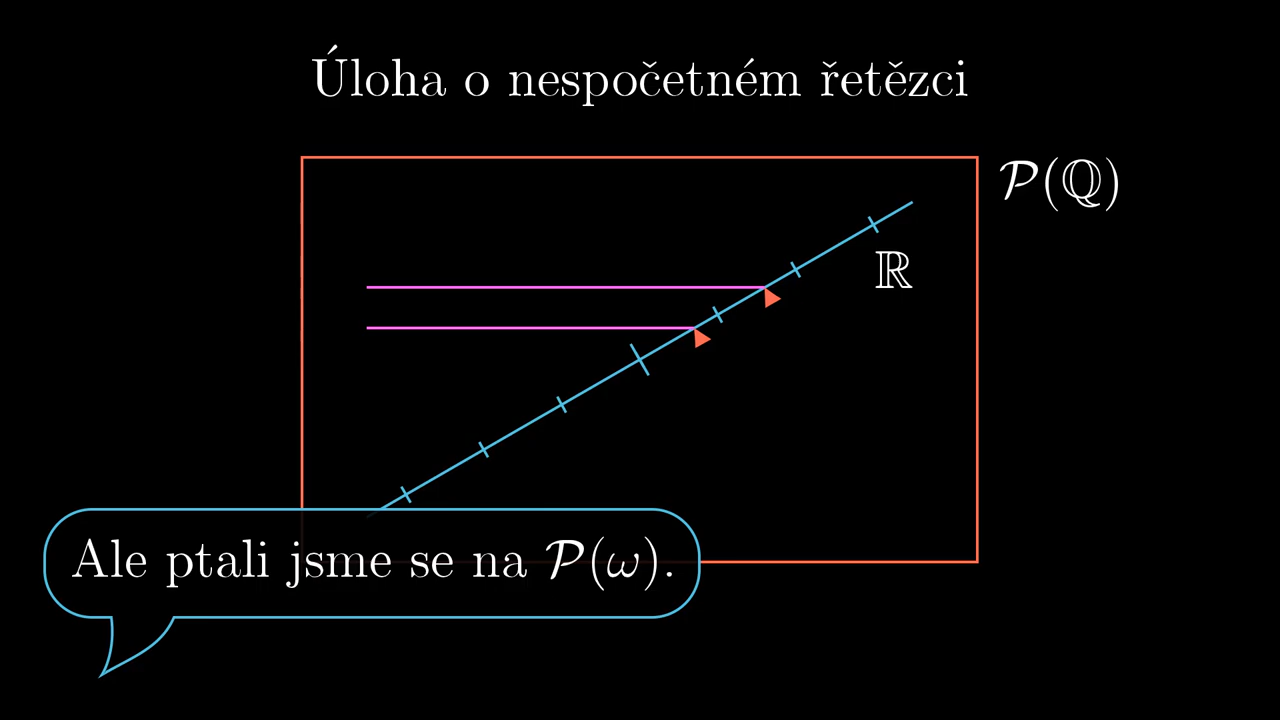 Úloha o nespočetném řetězci
𝒫(ℚ)
ℝ
Ale ptali jsme se na 𝒫(ω).